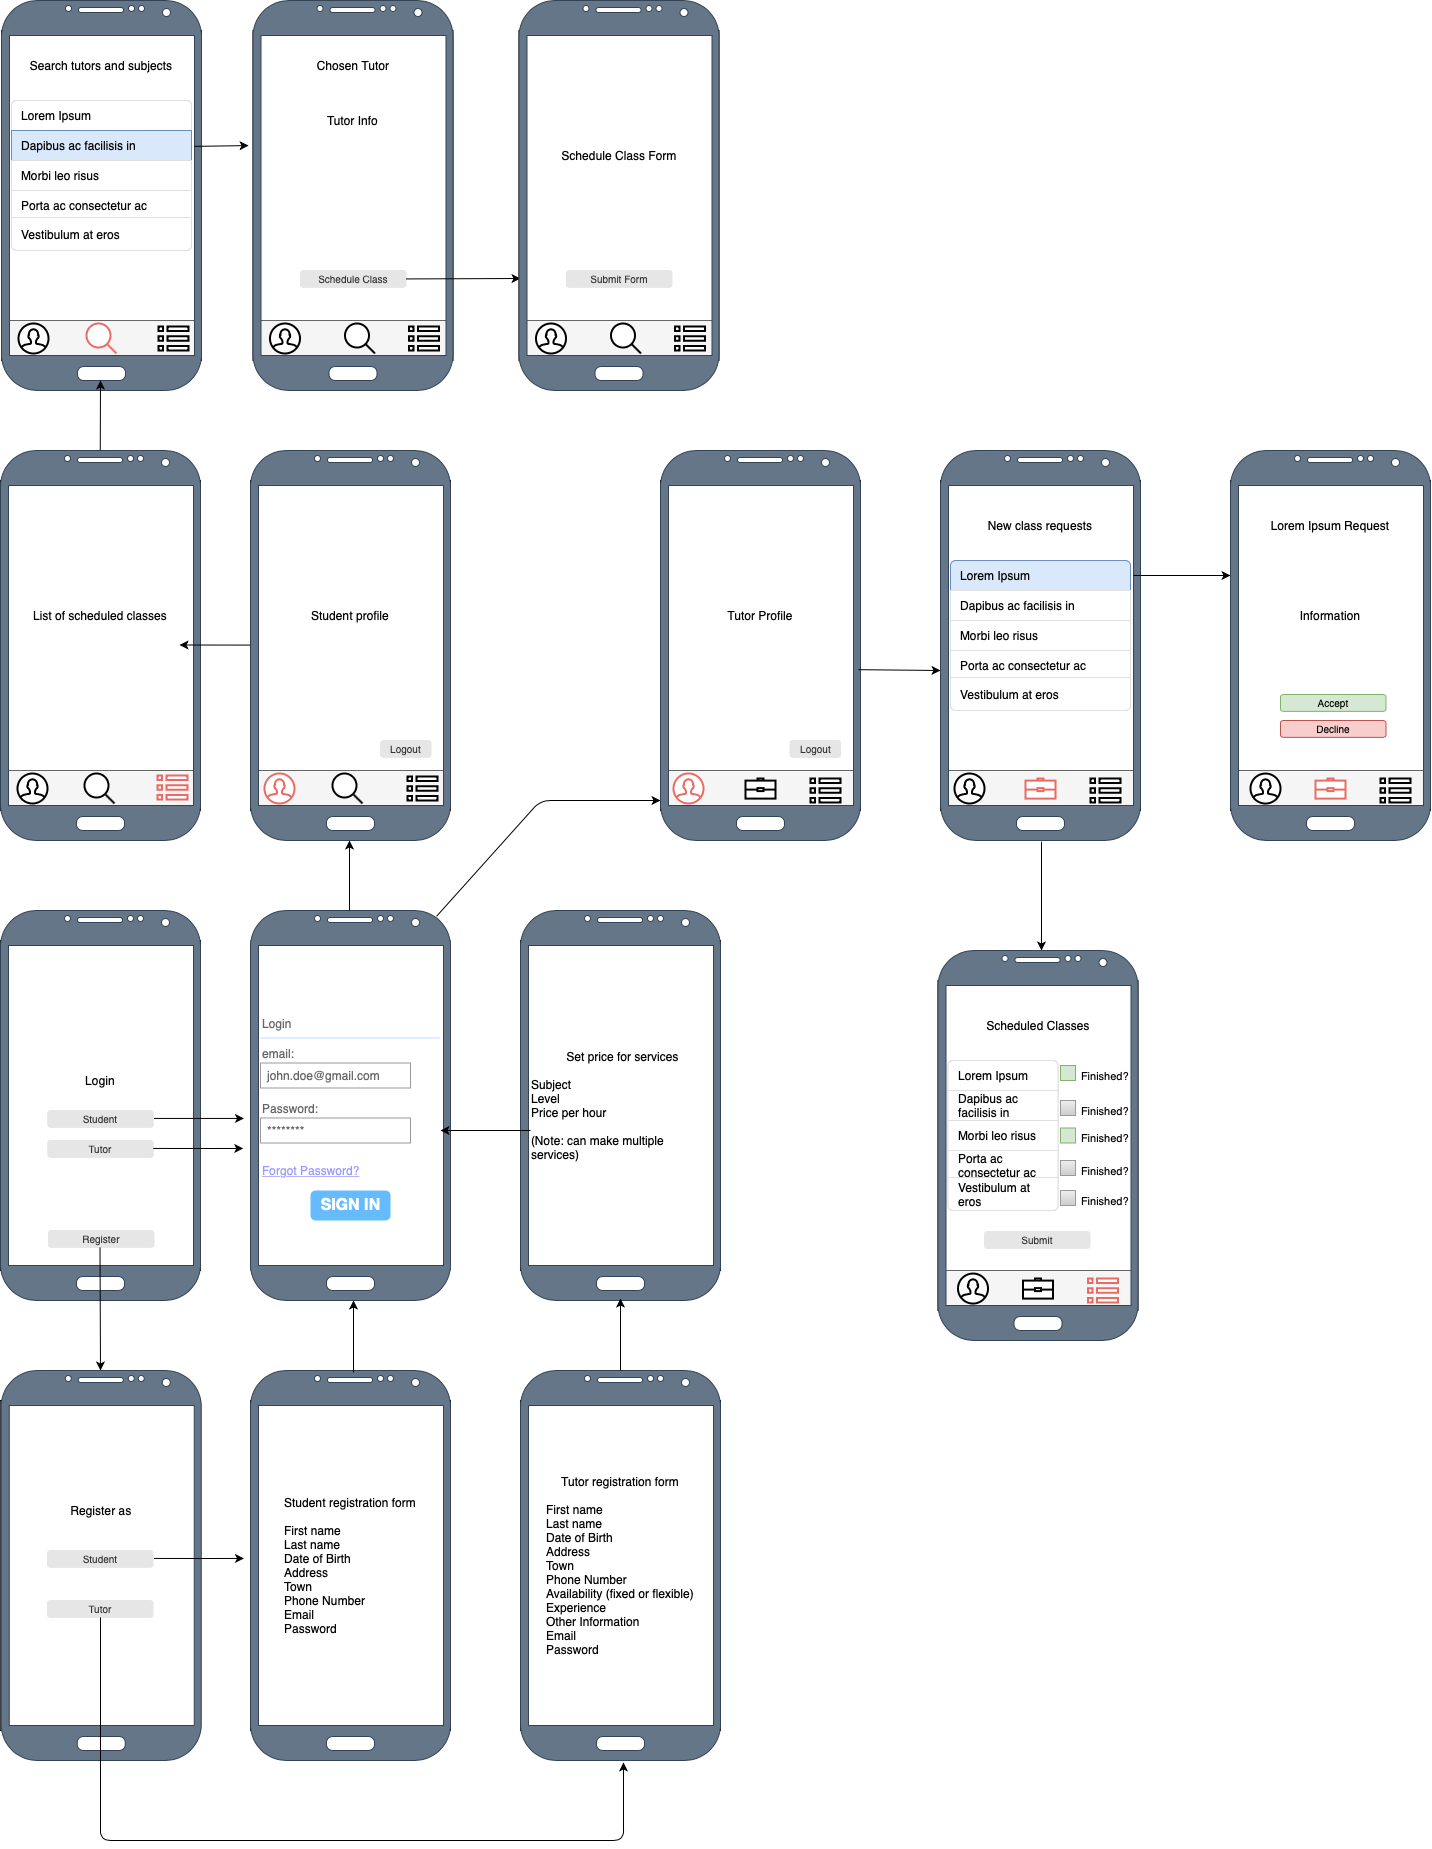 Search tutors and subjects
Lorem Ipsum
Dapibus ac facilisis in
Morbi leo risus
Porta ac consectetur ac
Vestibulum at eros
Chosen Tutor
Tutor Info
Schedule Class
Schedule Class Form
Submit Form
List of scheduled classes
Student profile
Logout
Tutor Profile
Logout
New class requests
Lorem Ipsum
Dapibus ac facilisis in
Morbi leo risus
Porta ac consectetur ac
Vestibulum at eros
Lorem Ipsum Request
Information
Accept
Decline
Login
Student
Tutor
Register
Login
email:
john.doe@gmail.com
Password:
********
Forgot Password?
SIGN IN
Set price for services
Subject
Level
Price per hour
(Note: can make multiple
services)
Scheduled Classes
Lorem Ipsum
Finished?
Dapibus ac
facilisis in
Finished?
Morbi leo risus
Finished?
Porta ac
consectetur ac
Finished?
Vestibulum at
eros
Finished?
Submit
Register as
Student
Tutor
Student registration form
First name
Last name
Date of Birth
Address
Town
Phone Number
Email
Password
Tutor registration form
First name
Last name
Date of Birth
Address
Town
Phone Number
Availability (fixed or flexible)
Experience
Other Information
Email
Password